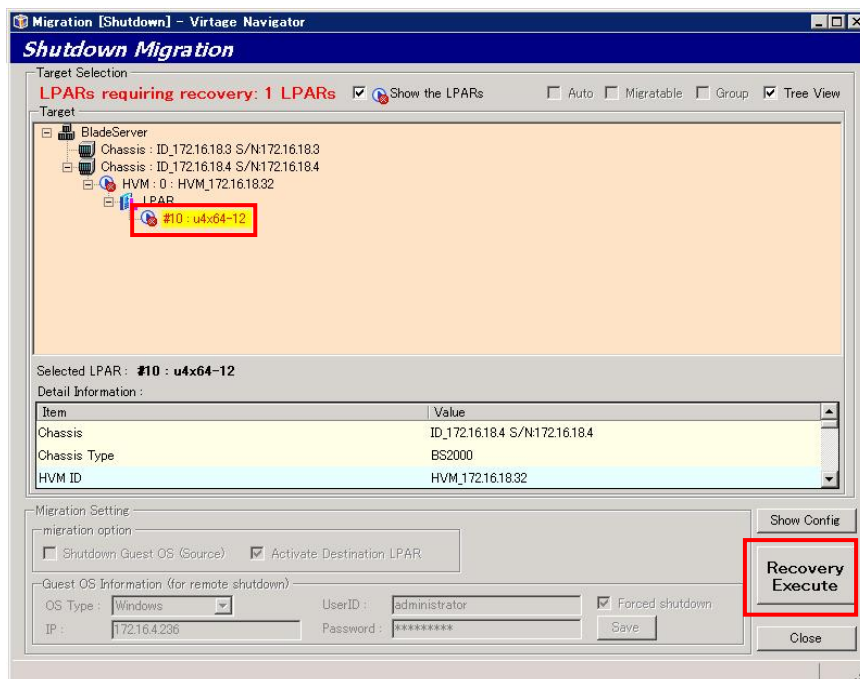 Migration [Shutdown] - Virtage Navigator
Shutdown Migration
Target Selection
LPARs requiring recovery: 1 LPARs Show the LPARs Auto Migratable Group Tree View
Target
BladeServer
Chassis : ID_172.16.18.3 S/N:172.16.18.3
Chassis : ID_172.16.18.4 S/N:172.16.18.4
HVM : 0 : HVM_172.16.18.32
LPAR
#10 : u4x64-12
Selected LPAR : #10 : u4x64-12
Detail Information :
Item Value
Chassis ID_172.16.18.4 S/N:172.16.18.4
Chassis Type BS2000
HVM ID HVM_172.16.18.32
Migration Setting
migration option
Shutdown Guest OS (Source) Activate Destination LPAR
Guest OS Information (for remote shutdown)
OS Type : Windows UserID : administrator Forced shutdown
IP : 172.16.4.236 Password : ********* Save
Show Config
Recovery
Execute
Close